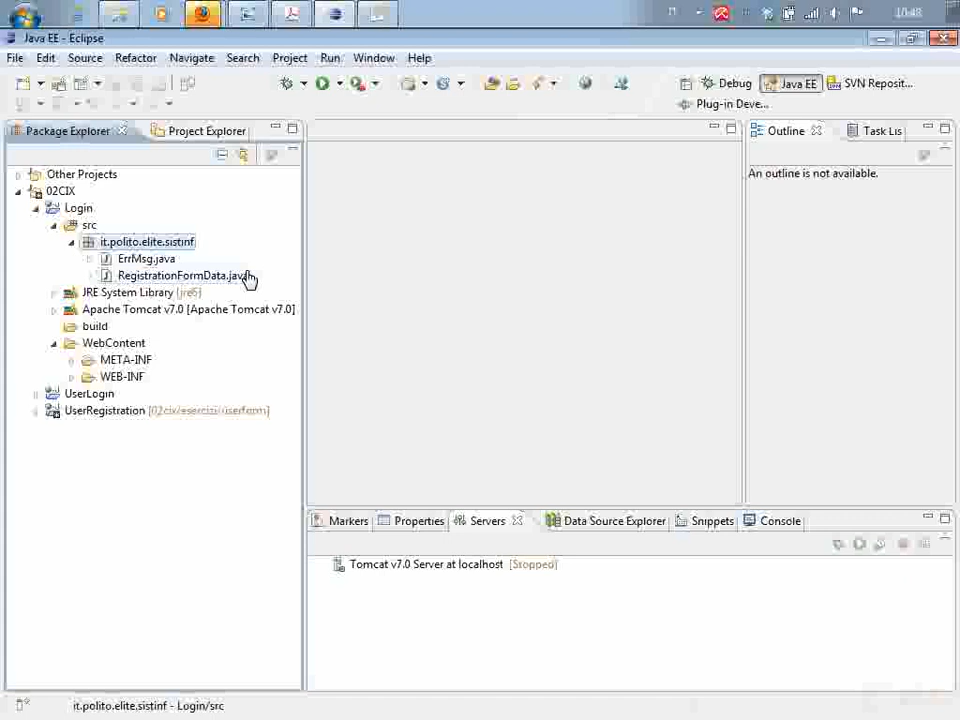 10:48
Java EE - Eclipse
File Edit Source Refactor Navigate Search Project Run Window Help
Debug Java EE SVN Reposit...
Plug-in Deve...
Package Explorer Project Explorer Outline Task Lis
Other Projects An outline is not available.
02CIX
Login
src
it.polito.elite.sistinf
ErrMsg.java
RegistrationFormData.java
JRE System Library [jre6]
Apache Tomcat v7.0 [Apache Tomcat v7.0]
build
WebContent
META-INF
WEB-INF
UserLogin
UserRegistration
Markers Properties Servers Data Source Explorer Snippets Console
Tomcat v7.0 Server at localhost [Stopped]
it.polito.elite.sistinf - Login/src